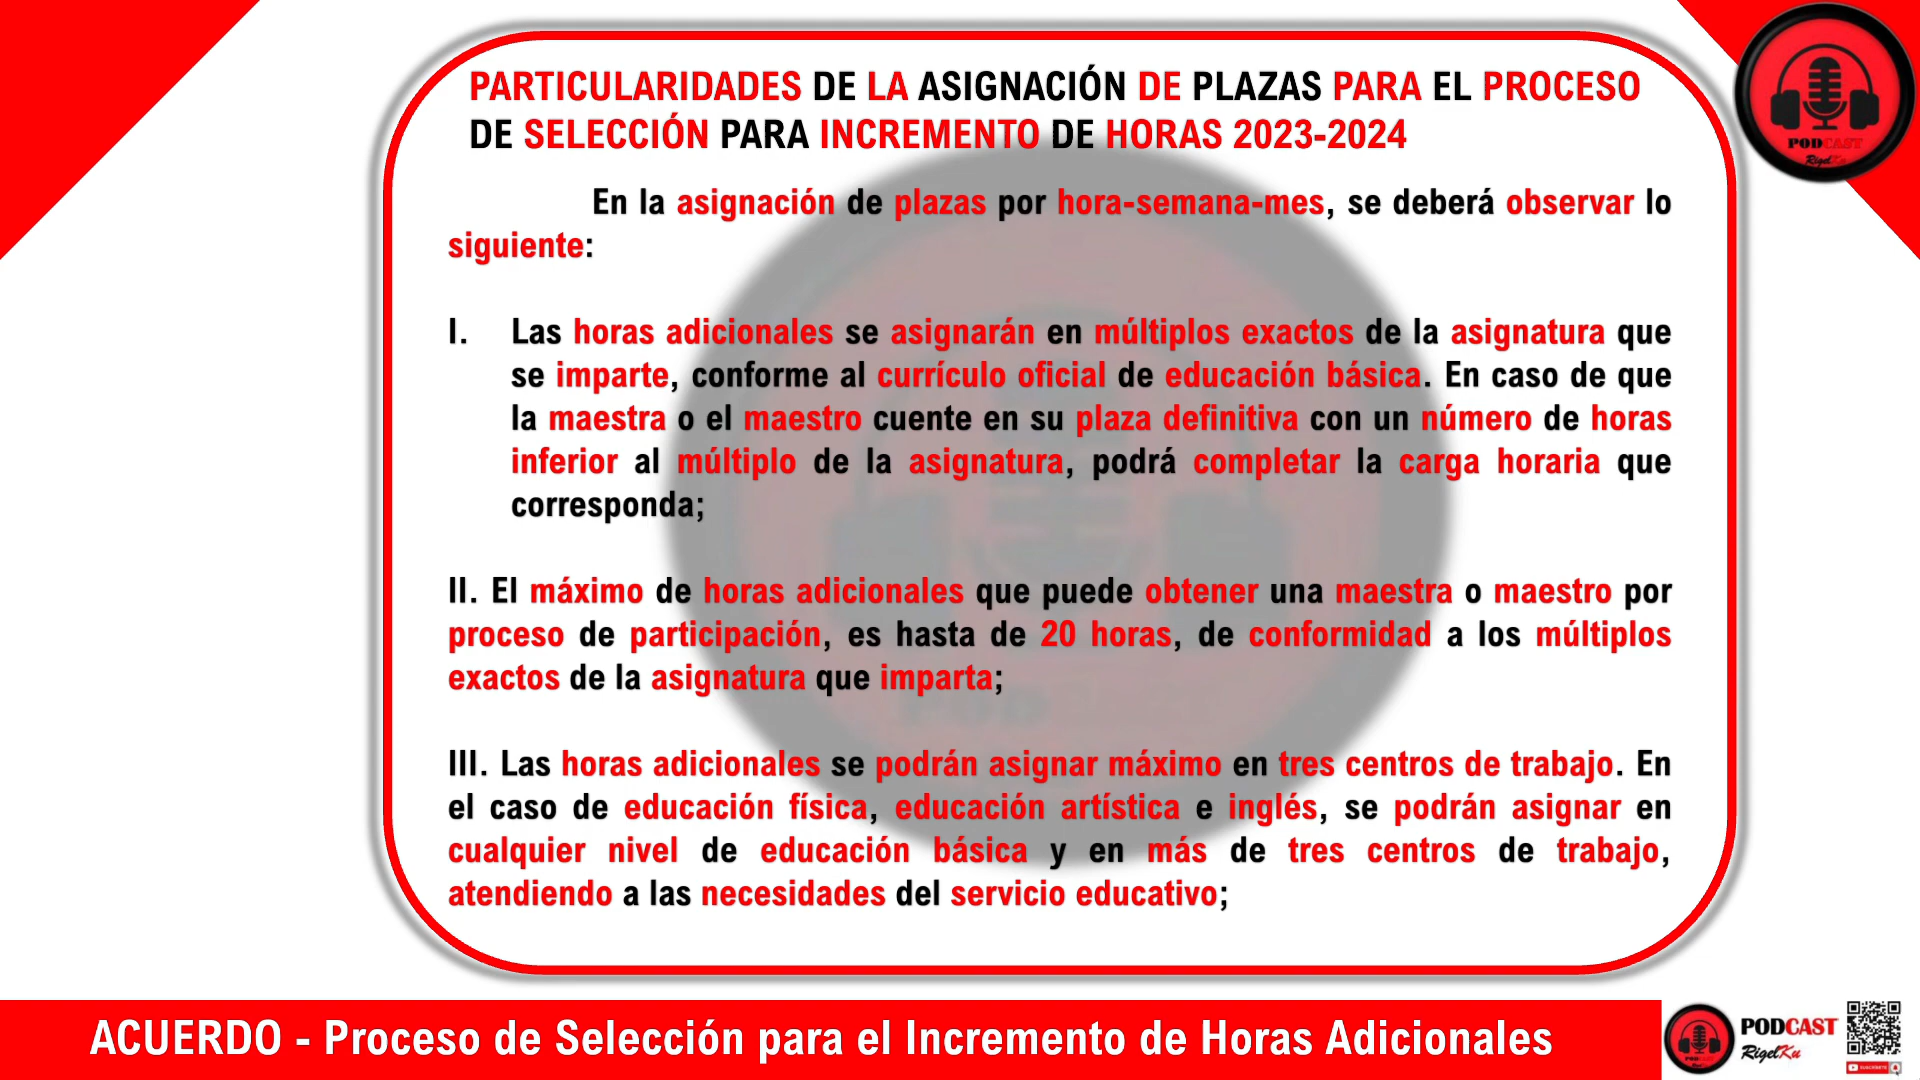 PARTICULARIDADES DE LA ASIGNACIÓN DE PLAZAS PARA EL PROCESO
DE SELECCIÓN PARA INCREMENTO DE HORAS 2023-2024
En la asignación de plazas por hora-semana-mes, se deberá observar lo
siguiente:
I. Las horas adicionales se asignarán en múltiplos exactos de la asignatura que
se imparte, conforme al currículo oficial de educación básica. En caso de que
la maestra o el maestro cuente en su plaza definitiva con un número de horas
inferior al múltiplo de la asignatura, podrá completar la carga horaria que
corresponda;
II. El máximo de horas adicionales que puede obtener una maestra o maestro por
proceso de participación, es hasta de 20 horas, de conformidad a los múltiplos
exactos de la asignatura que imparta;
III. Las horas adicionales se podrán asignar máximo en tres centros de trabajo. En
el caso de educación física, educación artística e inglés, se podrán asignar en
cualquier nivel de educación básica y en más de tres centros de trabajo,
atendiendo a las necesidades del servicio educativo;
PODCAST
RigelKu
ACUERDO - Proceso de Selección para el Incremento de Horas Adicionales
PODCAST
RigelKu
SUSCRÍBETE